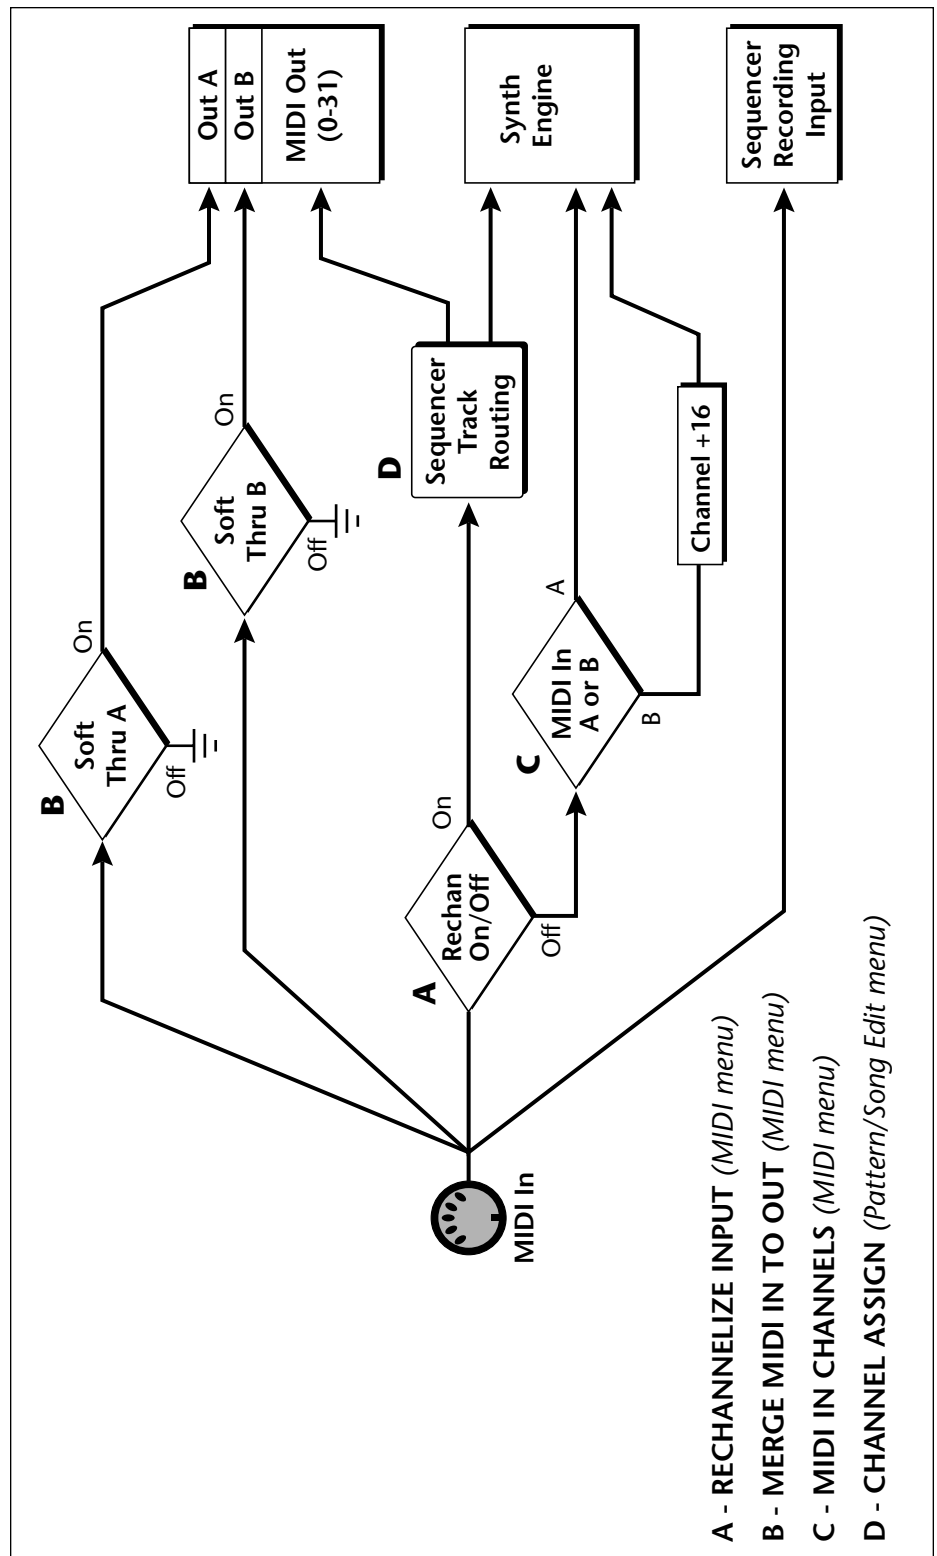 B
Soft
Thru A
On
Off
B
Soft
Thru B
On
Off
Out A
Out B
MIDI Out
(0-31)
MIDI In
A
Rechan
On/Off
On
Off
D
Sequencer
Track
Routing
C
MIDI In
A or B
A
B
Channel +16
Synth
Engine
Sequencer
Recording
Input
A - RECHANNELIZE INPUT (MIDI menu)
B - MERGE MIDI IN TO OUT (MIDI menu)
C - MIDI IN CHANNELS (MIDI menu)
D - CHANNEL ASSIGN (Pattern/Song Edit menu)